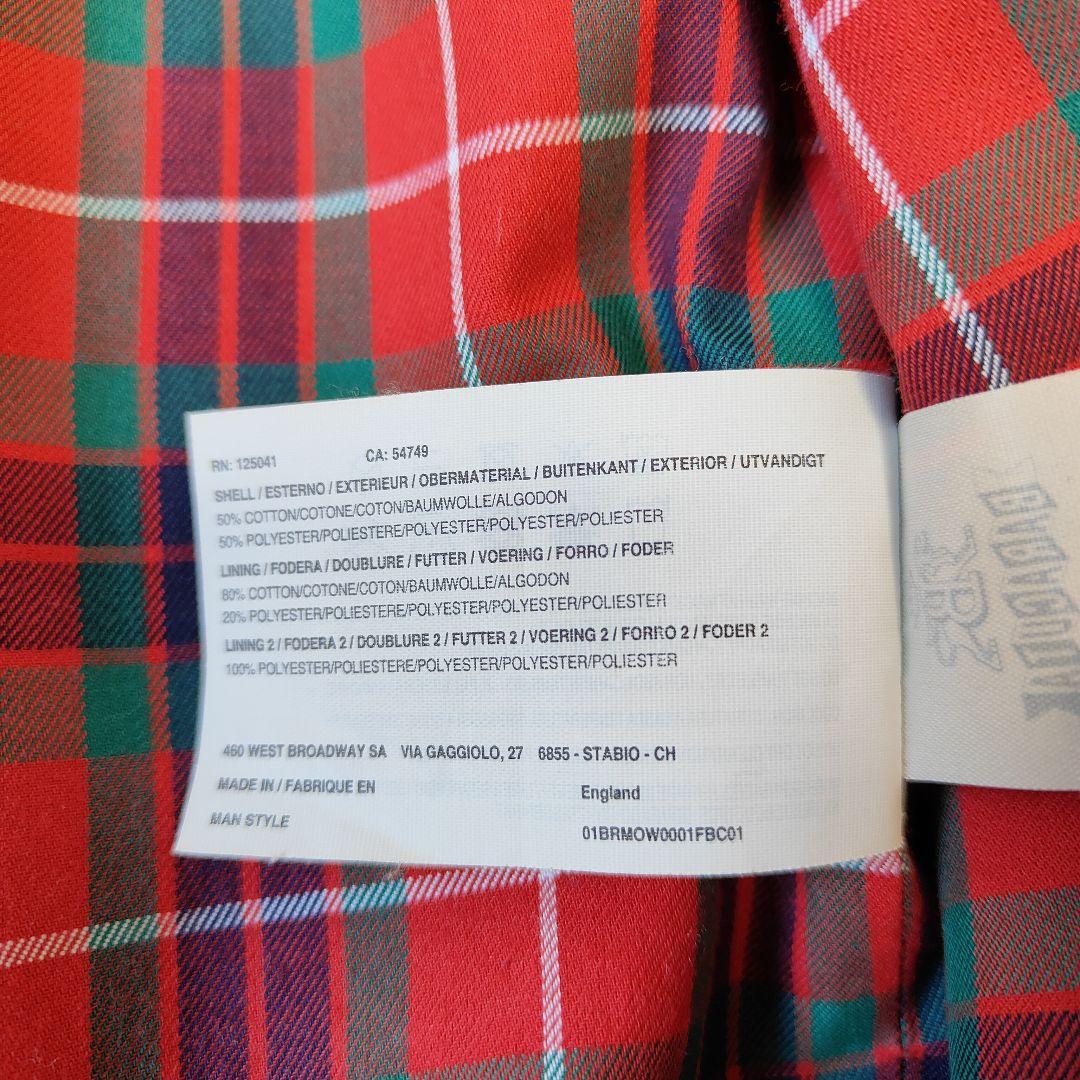 RN: 125041 CA: 54749
SHELL / ESTERNO / EXTERIEUR / OBERMATERIAL / BUITENKANT / EXTERIOR / UTVANDIGT
50% COTTON/COTONE/COTON/BAUMWOLLE/ALGODON
50% POLYESTER/POLIESTERE/POLYESTER/POLYESTER/POLIESTER
LINING / FODERA / DOUBLURE / FUTTER / VOERING / FORRO / FODER
80% COTTON/COTONE/COTON/BAUMWOLLE/ALGODON
20% POLYESTER/POLIESTERE/POLYESTER/POLYESTER/POLIESTER
LINING 2 / FODERA 2 / DOUBLURE 2 / FUTTER 2 / VOERING 2 / FORRO 2 / FODER 2
100% POLYESTER/POLIESTERE/POLYESTER/POLYESTER/POLIESTER
460 WEST BROADWAY SA VIA GAGGIOLO, 27 6855 - STABIO - CH
MADE IN / FABRIQUE EN England
MAN STYLE 01BRMOW0001FBC01